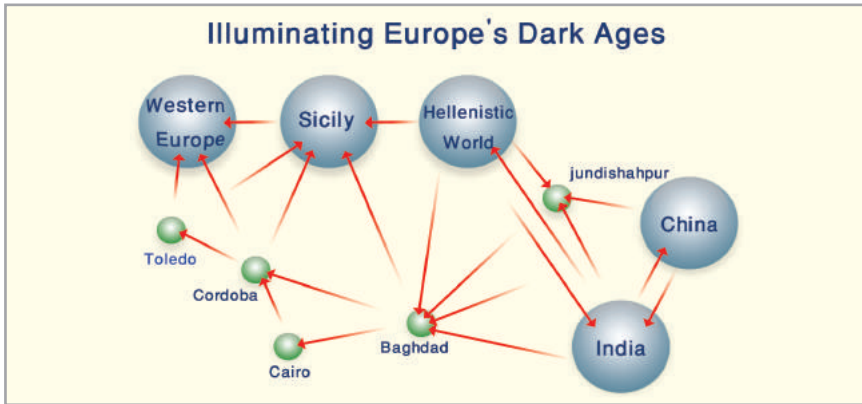 Illuminating Europe's Dark Ages
Western
Europe
Sicily
Hellenistic
World
jundishahpur
China
Toledo
Cordoba
Cairo
Baghdad
India